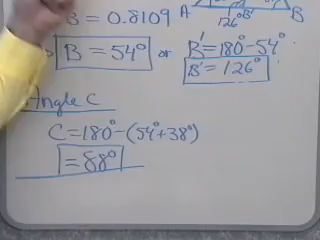 B = 0.8109
A
B
126°
B'
B = 54° or B' = 180° - 54°
B' = 126°
Angle C
C = 180° - (54° + 38°)
= 88°